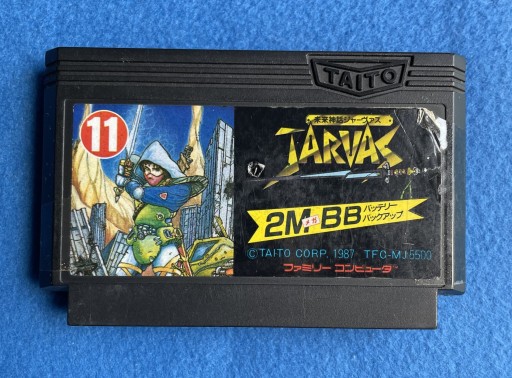 TAITO
11
未来神話ジャーヴァス
JARVAS
2M BB バッテリー
バックアップ
©TAITO CORP. 1987 TFC-MJ 5500
ファミリー コンピュータ